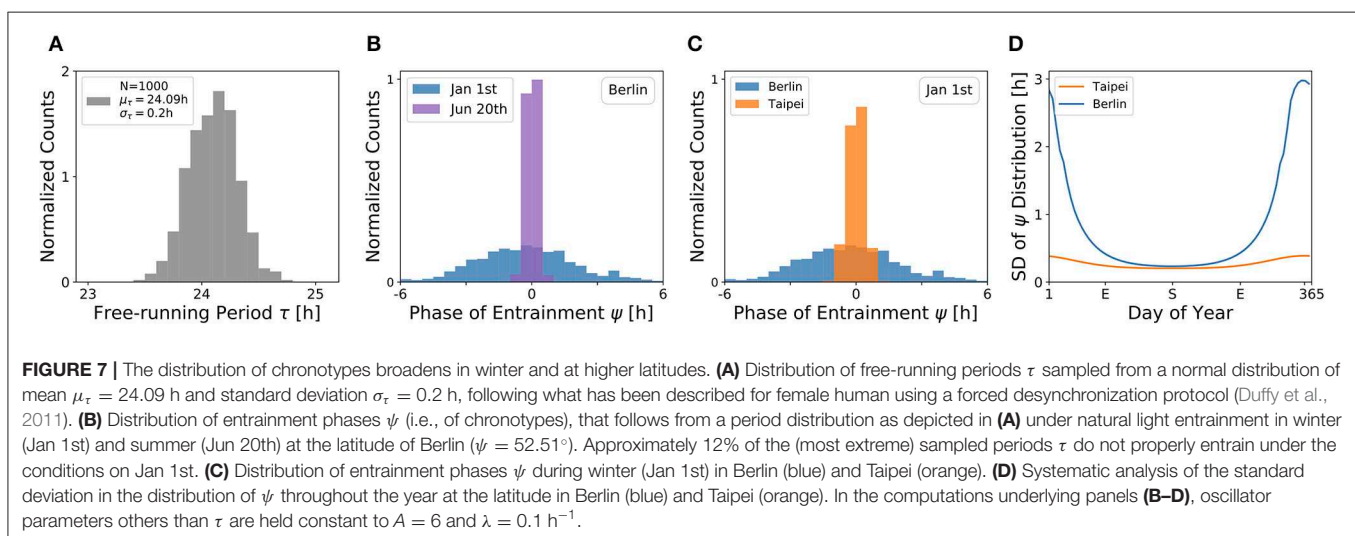 A
B
C
D
2
1
0
Normalized Counts
N=1000
μτ = 24.09h
στ = 0.2h
23
24
25
Free-running Period τ [h]
1
0
Normalized Counts
Jan 1st
Jun 20th
Berlin
-6
0
6
Phase of Entrainment ψ [h]
1
0
Normalized Counts
Berlin
Taipei
Jan 1st
-6
0
6
Phase of Entrainment ψ [h]
3
2
1
0
SD of ψ Distribution [h]
Taipei
Berlin
1
E
S
E
365
Day of Year
FIGURE 7 | The distribution of chronotypes broadens in winter and at higher latitudes. (A) Distribution of free-running periods τ sampled from a normal distribution of
mean μτ = 24.09 h and standard deviation στ = 0.2 h, following what has been described for female human using a forced desynchronization protocol (Duffy et al.,
2011). (B) Distribution of entrainment phases ψ (i.e., of chronotypes), that follows from a period distribution as depicted in (A) under natural light entrainment in winter
(Jan 1st) and summer (Jun 20th) at the latitude of Berlin (ψ = 52.51°). Approximately 12% of the (most extreme) sampled periods τ do not properly entrain under the
conditions on Jan 1st. (C) Distribution of entrainment phases ψ during winter (Jan 1st) in Berlin (blue) and Taipei (orange). (D) Systematic analysis of the standard
deviation in the distribution of ψ throughout the year at the latitude in Berlin (blue) and Taipei (orange). In the computations underlying panels (B–D), oscillator
parameters others than τ are held constant to A = 6 and λ = 0.1 h⁻¹.